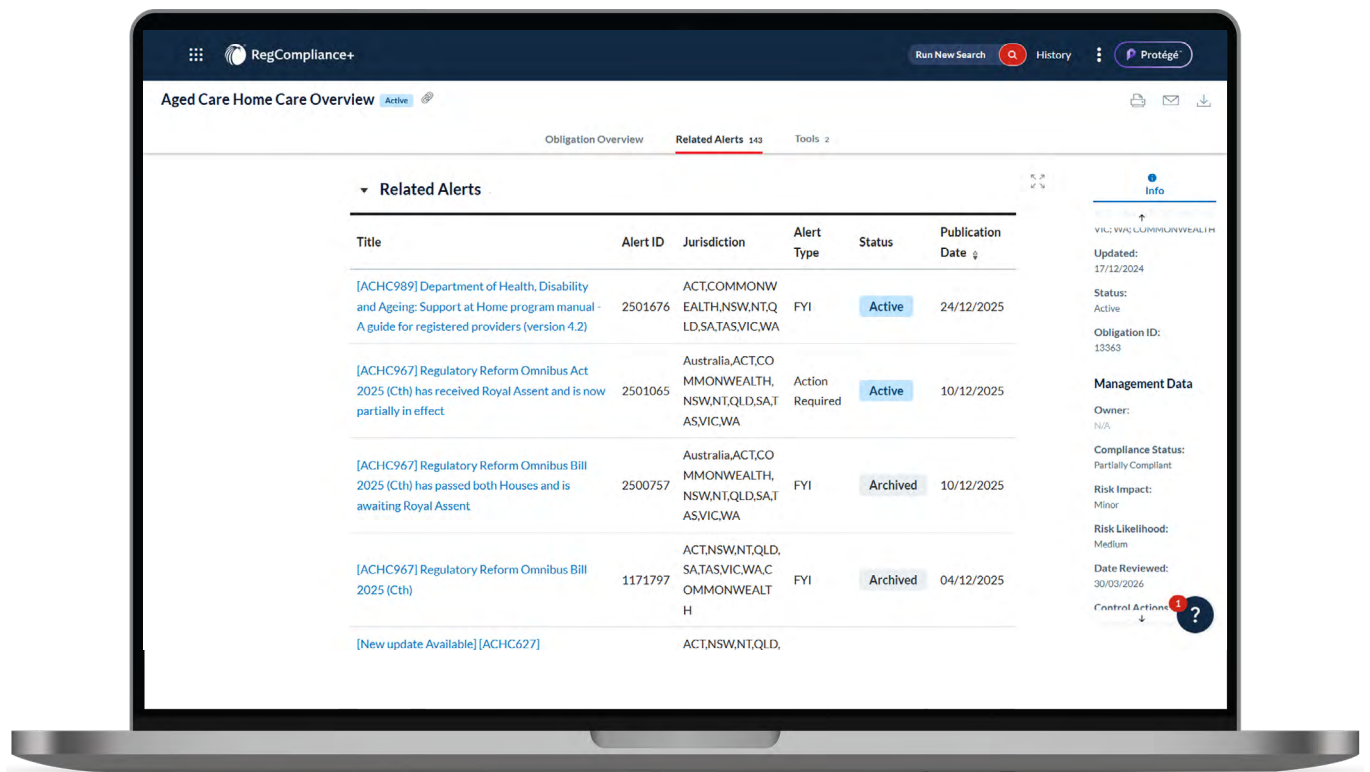 RegCompliance+
Run New Search
History
Protégé™
Aged Care Home Care Overview
Active
Obligation Overview
Related Alerts 143
Tools 2
Related Alerts
Info
Title
Alert ID
Jurisdiction
Alert
Type
Status
Publication
Date
[ACHC989] Department of Health, Disability
and Ageing: Support at Home program manual -
A guide for registered providers (version 4.2)
2501676
ACT,COMMONW
EALTH,NSW,NT,Q
LD,SA,TAS,VIC,WA
FYI
Active
24/12/2025
[ACHC967] Regulatory Reform Omnibus Act
2025 (Cth) has received Royal Assent and is now
partially in effect
2501065
Australia,ACT,CO
MMONWEALTH,
NSW,NT,QLD,SA,T
AS,VIC,WA
Action
Required
Active
10/12/2025
[ACHC967] Regulatory Reform Omnibus Bill
2025 (Cth) has passed both Houses and is
awaiting Royal Assent
2500757
Australia,ACT,CO
MMONWEALTH,
NSW,NT,QLD,SA,T
AS,VIC,WA
FYI
Archived
10/12/2025
[ACHC967] Regulatory Reform Omnibus Bill
2025 (Cth)
1171797
ACT,NSW,NT,QLD,
SA,TAS,VIC,WA,C
OMMONWEALT
H
FYI
Archived
04/12/2025
[New update Available] [ACHC627]
ACT,NSW,NT,QLD,
VIC; WA; COMMONWEALTH
Updated:
17/12/2024
Status:
Active
Obligation ID:
13363
Management Data
Owner:
N/A
Compliance Status:
Partially Compliant
Risk Impact:
Minor
Risk Likelihood:
Medium
Date Reviewed:
30/03/2026
Control Actions
1
?